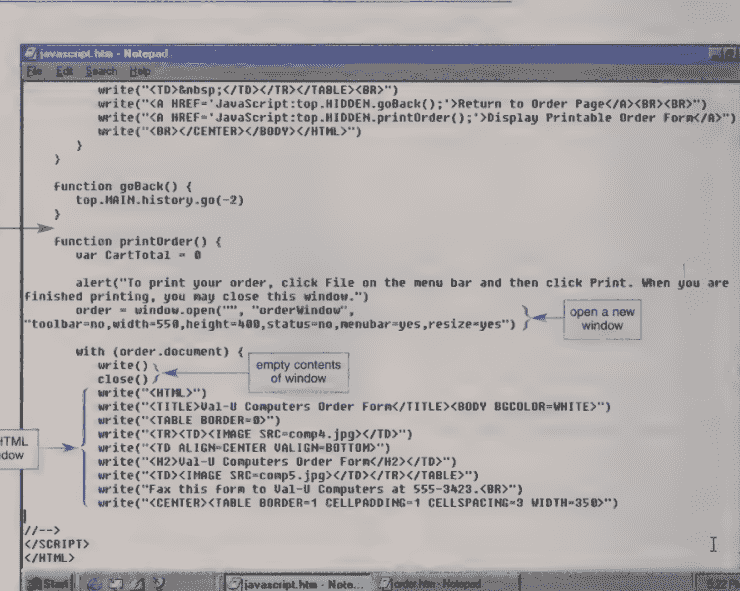 javascript.htm - Notepad
File Edit Search Help
write("<TD>&nbsp;</TD></TR></TABLE><BR>")
write("<A HREF='JavaScript:top.HIDDEN.goBack();'>Return to Order Page</A><BR><BR>")
write("<A HREF='JavaScript:top.HIDDEN.printOrder();'>Display Printable Order Form</A>")
write("<BR></CENTER></BODY></HTML>")
}
}
function goBack() {
top.MAIN.history.go(-2)
}
function printOrder() {
var CartTotal = 0
alert("To print your order, click File on the menu bar and then click Print. When you are
finished printing, you may close this window.")
order = window.open("", "orderWindow",
"toolbar=no,width=550,height=400,status=no,menubar=yes,resize=yes")
open a new
window
with (order.document) {
write()
close()
empty contents
of window
write("<HTML>")
write("<TITLE>Val-U Computers Order Form</TITLE><BODY BGCOLOR=WHITE>")
write("<TABLE BORDER=0>")
write("<TR><TD><IMAGE SRC=comp4.jpg></TD>")
write("<TD ALIGN=CENTER VALIGN=BOTTOM>")
write("<H2>Val-U Computers Order Form</H2></TD>")
write("<TD><IMAGE SRC=comp5.jpg></TD></TR></TABLE>")
write("Fax this form to Val-U Computers at 555-3423.<BR>")
write("<CENTER><TABLE BORDER=1 CELLPADDING=1 CELLSPACING=3 WIDTH=350>")
HTML
dow
//-->
</SCRIPT>
</HTML>
Start
javascript.htm - Note...
order.htm - Notepad